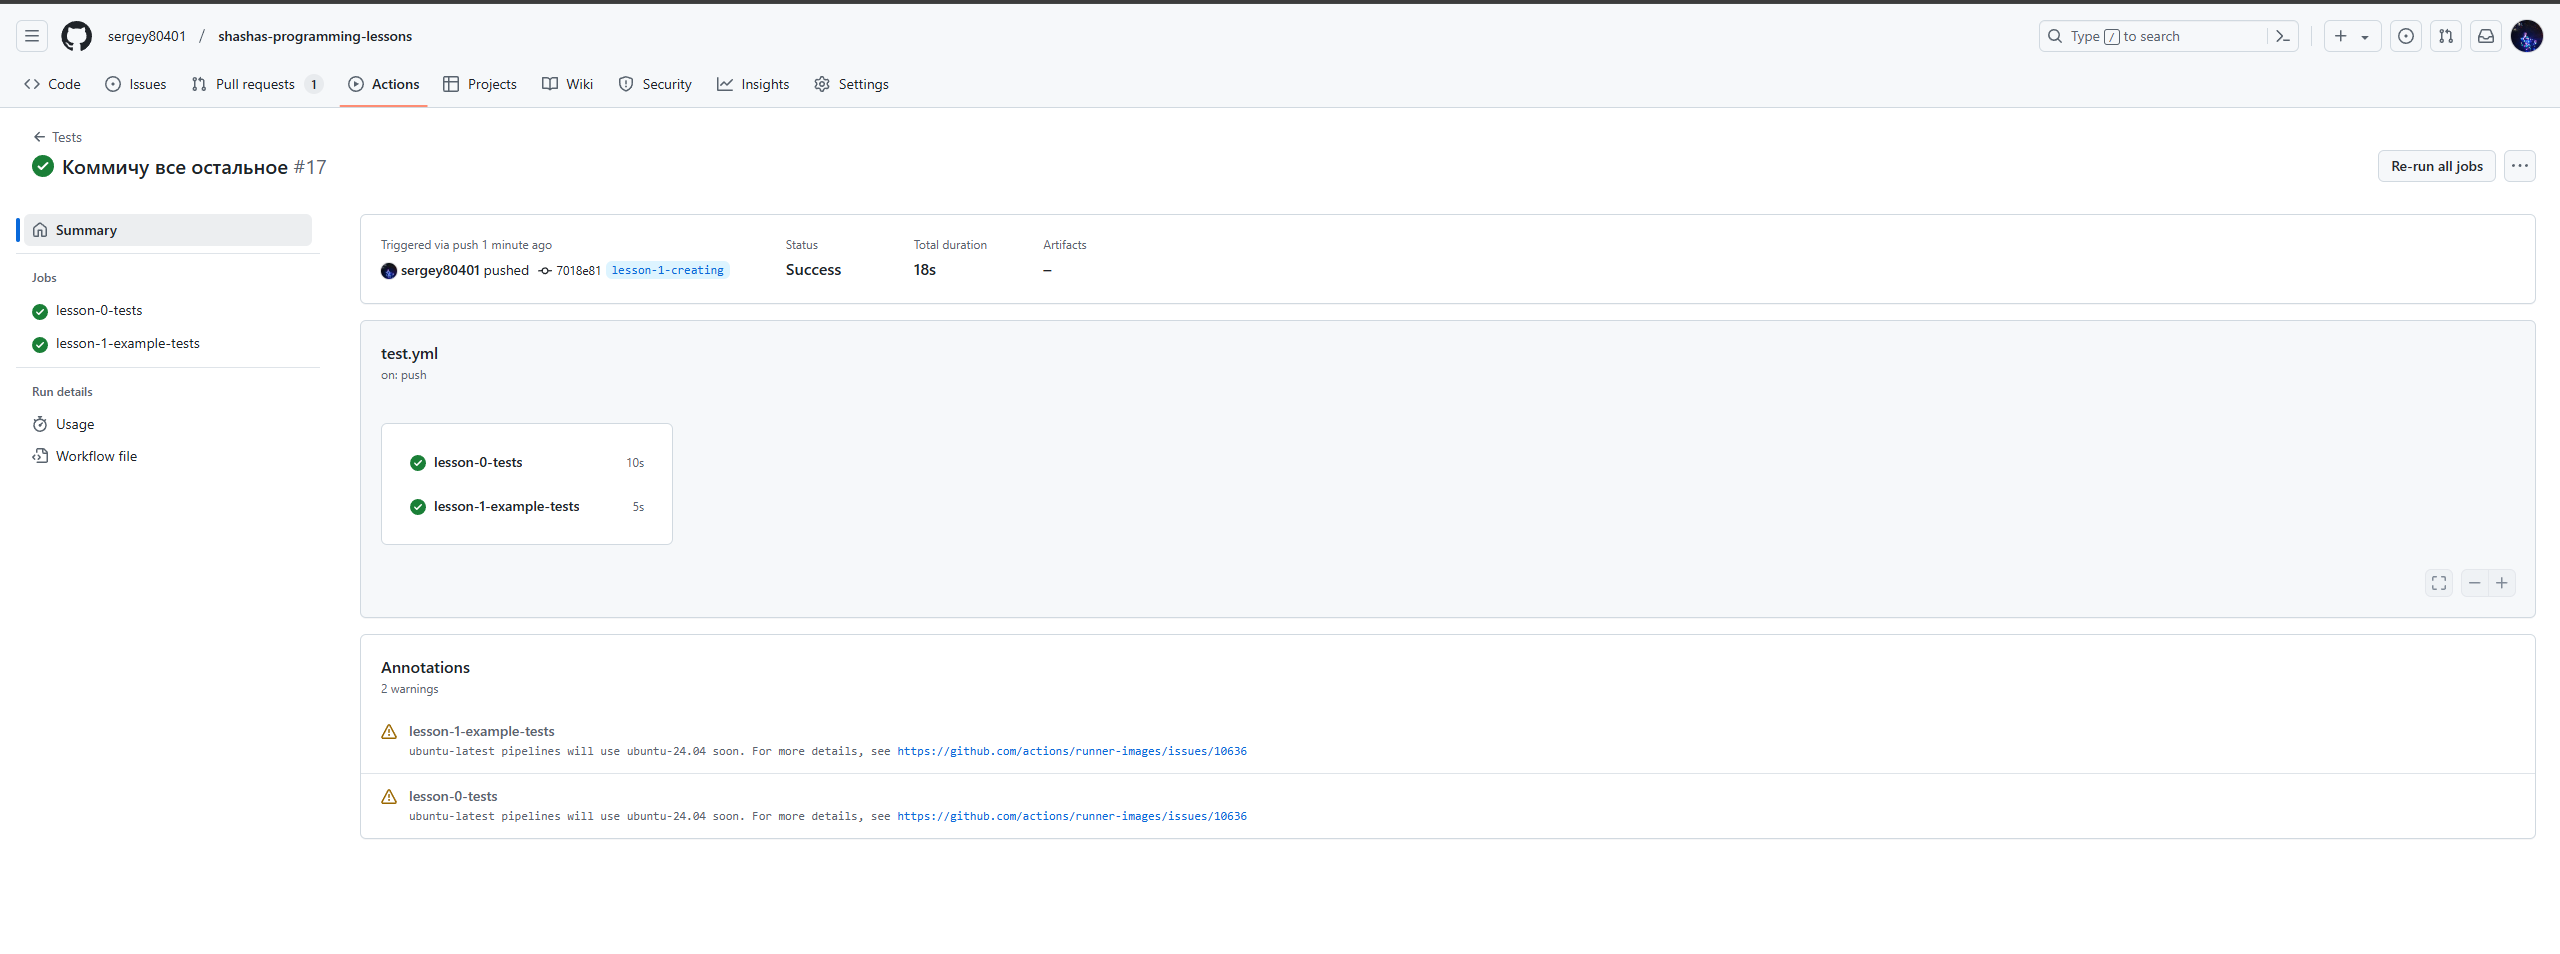 sergey80401 / shashas-programming-lessons
Type / to search
Code Issues Pull requests 1 Actions Projects Wiki Security Insights Settings
Tests
Коммичу все остальное #17
Re-run all jobs
Summary
Jobs
lesson-0-tests
lesson-1-example-tests
Run details
Usage
Workflow file
Triggered via push 1 minute ago
sergey80401 pushed 7018e81 lesson-1-creating
Status
Success
Total duration
18s
Artifacts
–
test.yml
on: push
lesson-0-tests 10s
lesson-1-example-tests 5s
Annotations
2 warnings
lesson-1-example-tests
ubuntu-latest pipelines will use ubuntu-24.04 soon. For more details, see https://github.com/actions/runner-images/issues/10636
lesson-0-tests
ubuntu-latest pipelines will use ubuntu-24.04 soon. For more details, see https://github.com/actions/runner-images/issues/10636